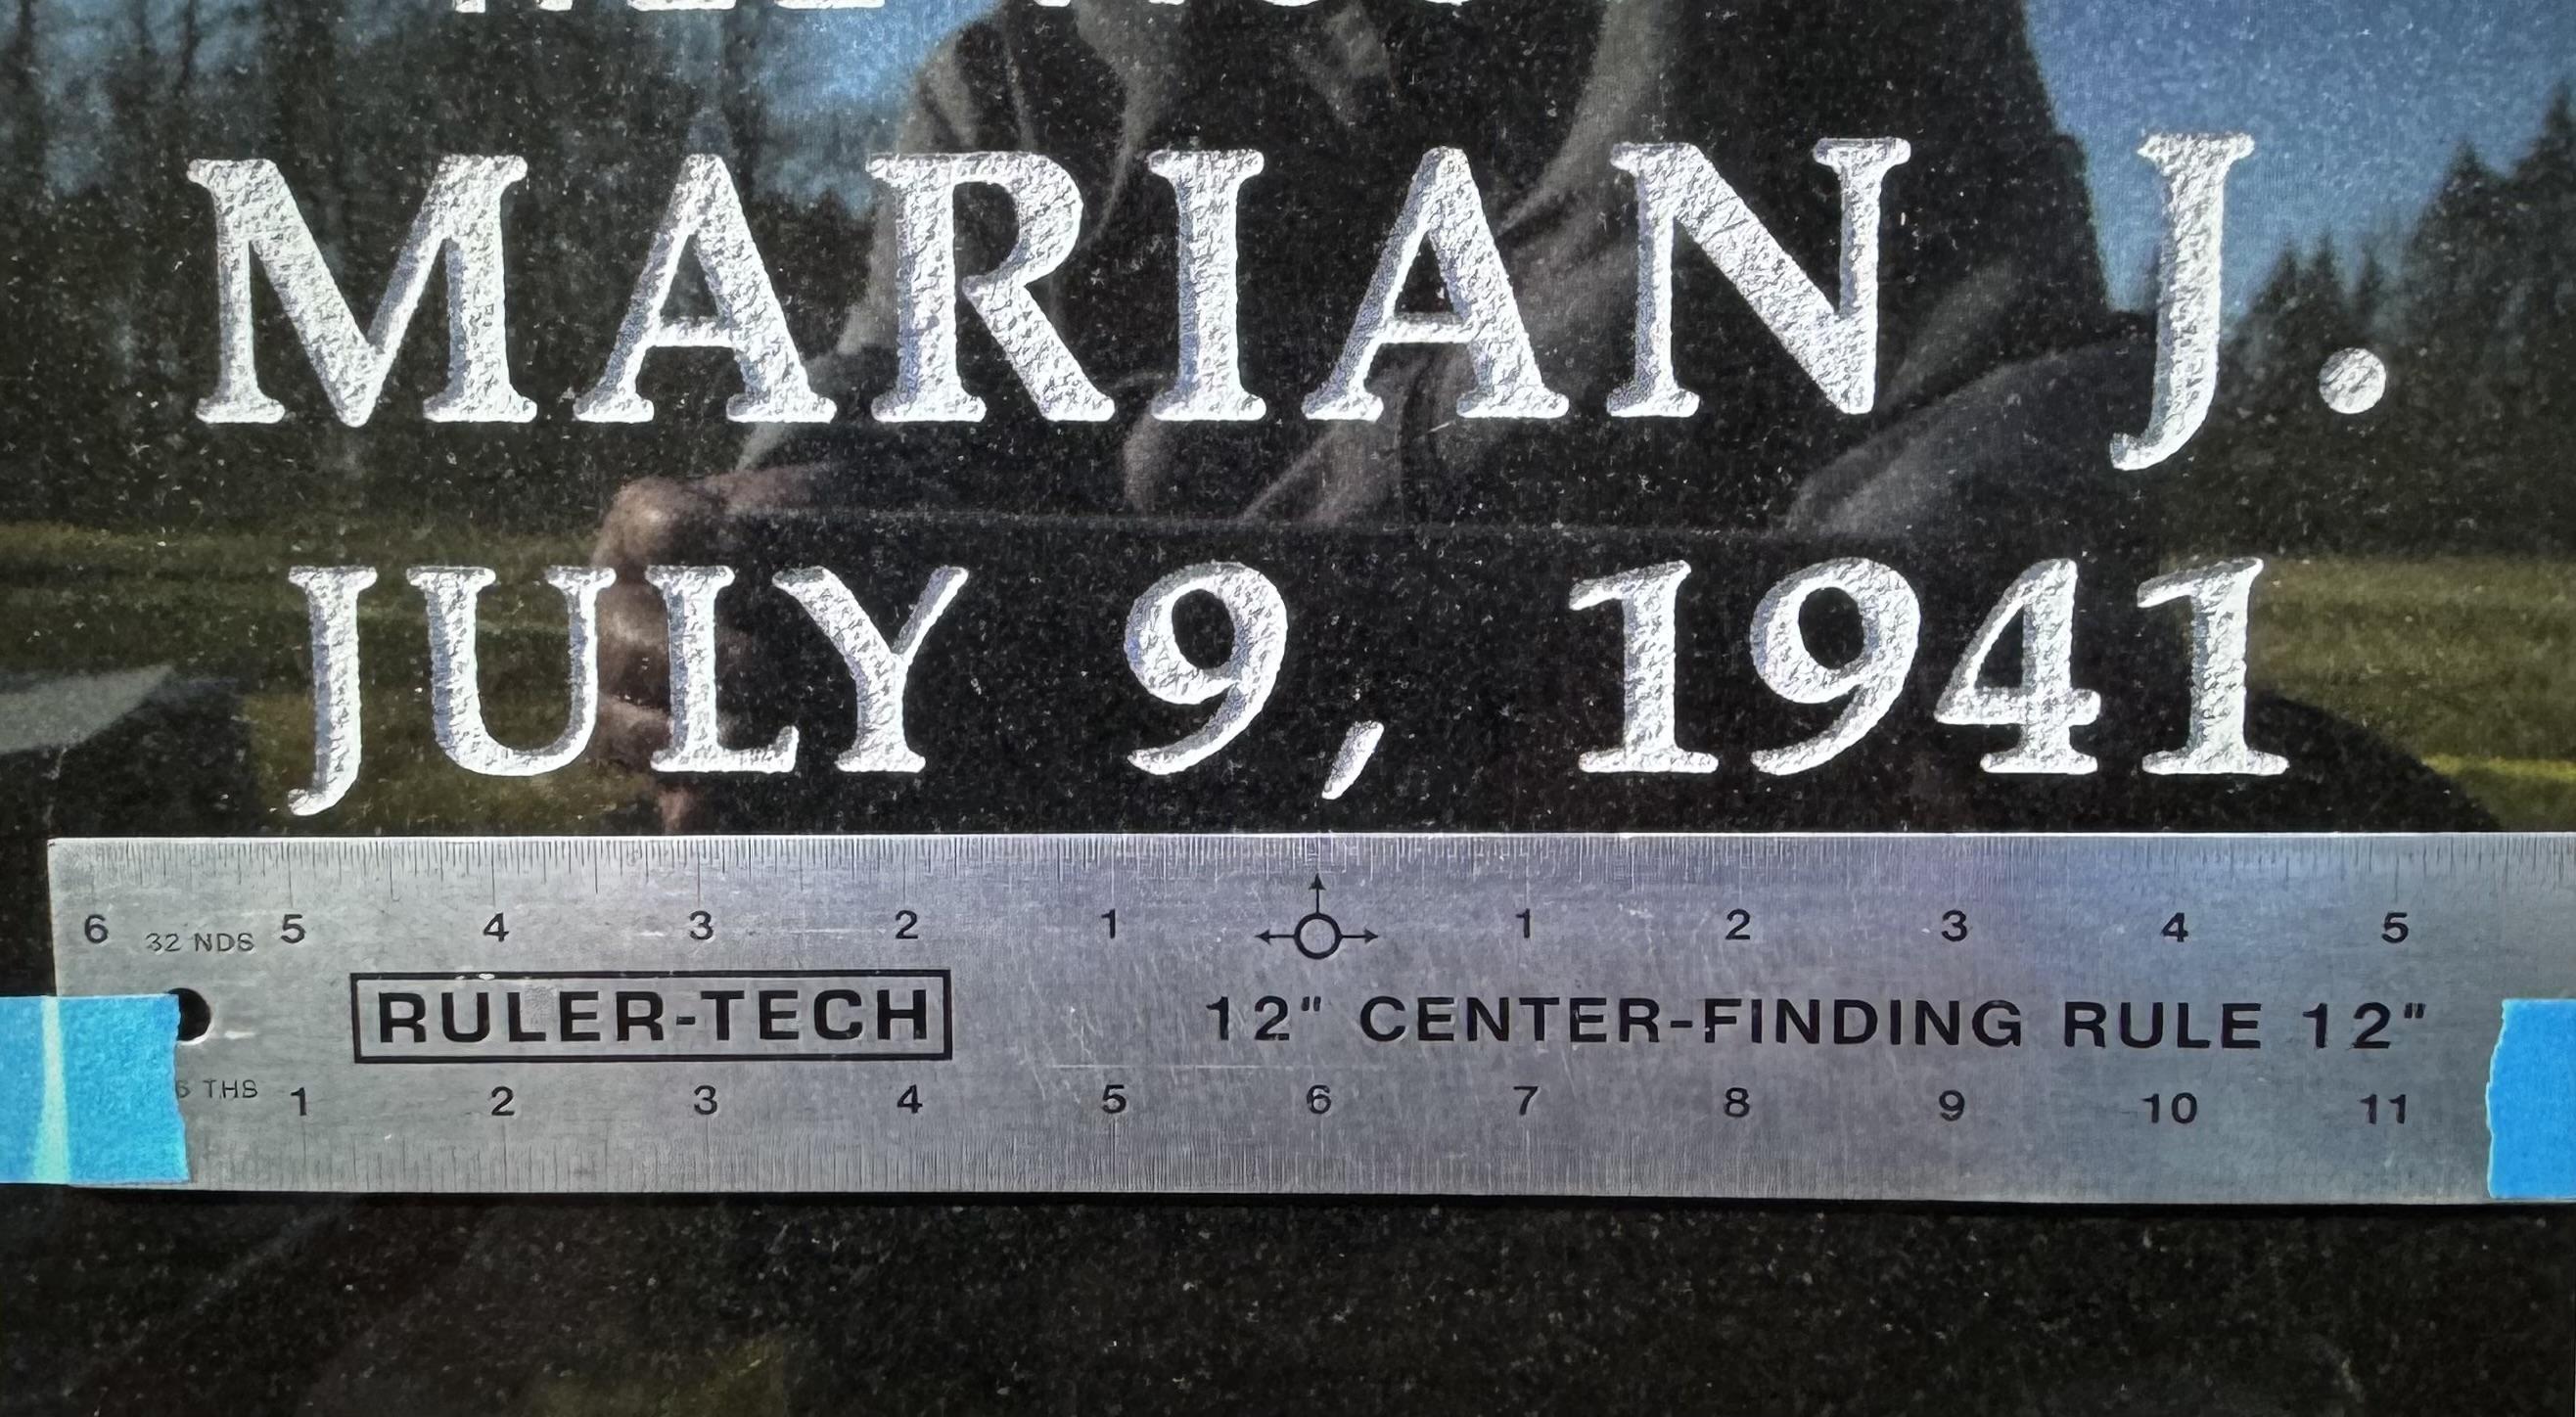 MARIAN J.
JULY 9, 1941
6 32 NDS 5 4 3 2 1 1 2 3 4 5
RULER-TECH 12" CENTER-FINDING RULE 12"
THS 1 2 3 4 5 6 7 8 9 10 11